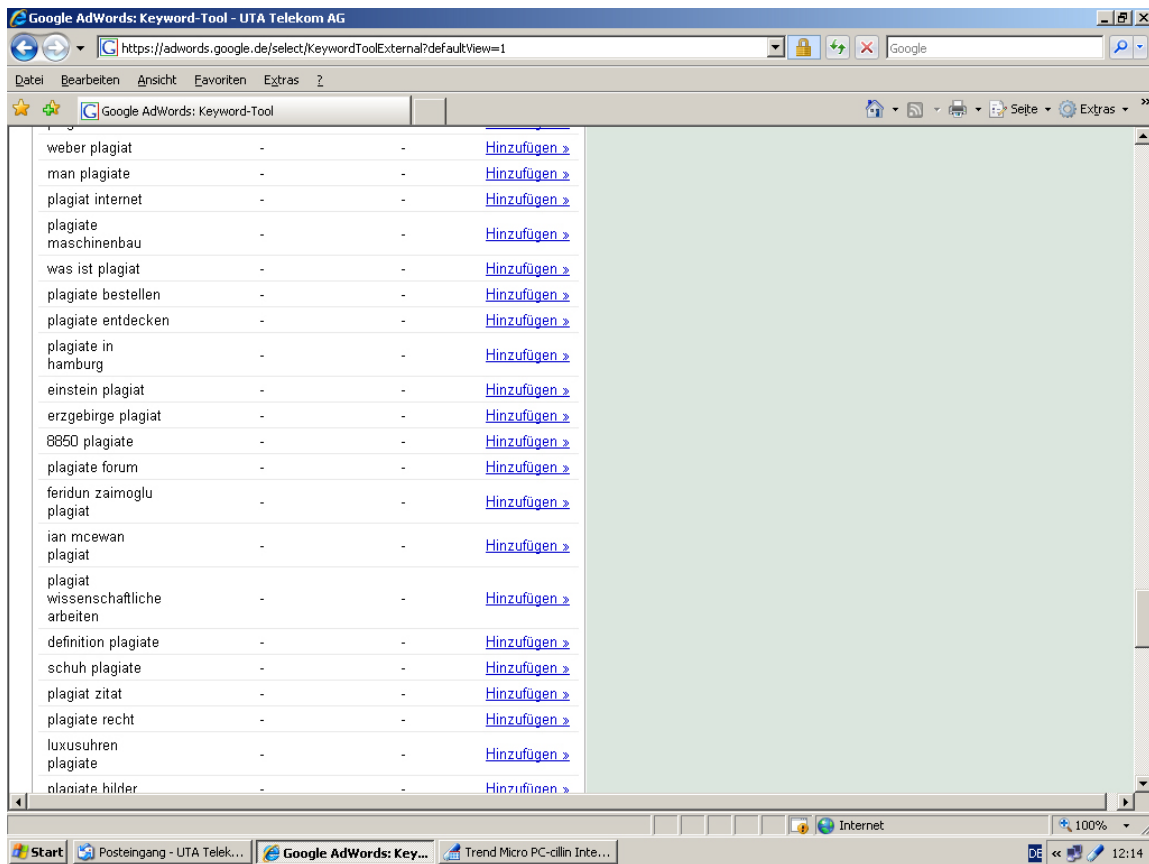 Google AdWords: Keyword-Tool - UTA Telekom AG
https://adwords.google.de/select/KeywordToolExternal?defaultView=1
Google
Datei Bearbeiten Ansicht Favoriten Extras ?
Google AdWords: Keyword-Tool
Seite Extras »
weber plagiat - - Hinzufügen »
man plagiate - - Hinzufügen »
plagiat internet - - Hinzufügen »
plagiate
maschinenbau - - Hinzufügen »
was ist plagiat - - Hinzufügen »
plagiate bestellen - - Hinzufügen »
plagiate entdecken - - Hinzufügen »
plagiate in
hamburg - - Hinzufügen »
einstein plagiat - - Hinzufügen »
erzgebirge plagiat - - Hinzufügen »
8850 plagiate - - Hinzufügen »
plagiate forum - - Hinzufügen »
feridun zaimoglu
plagiat - - Hinzufügen »
ian mcewan
plagiat - - Hinzufügen »
plagiat
wissenschaftliche - - Hinzufügen »
arbeiten
definition plagiate - - Hinzufügen »
schuh plagiate - - Hinzufügen »
plagiat zitat - - Hinzufügen »
plagiate recht - - Hinzufügen »
luxusuhren
plagiate - - Hinzufügen »
plagiate bilder - - Hinzufügen »
Internet 100%
Start Posteingang - UTA Telek... Google AdWords: Key... Trend Micro PC-cillin Inte... DE « 12:14